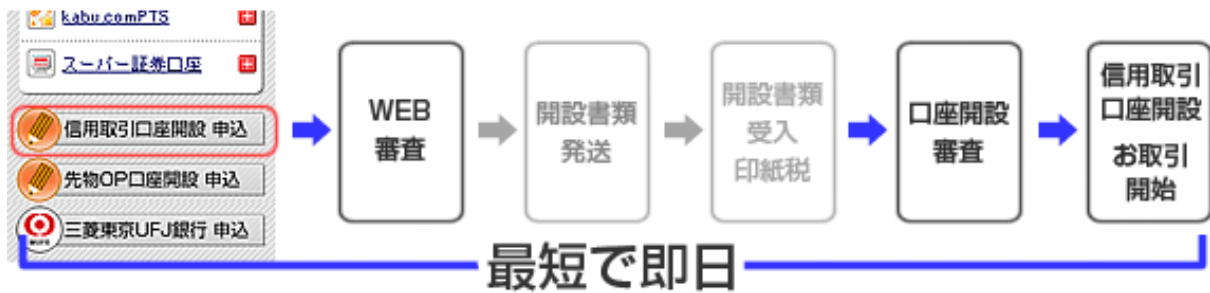 kabu.comPTS
スーパー証券口座
信用取引口座開設 申込
先物OP口座開設 申込
三菱東京UFJ銀行 申込
WEB
審査
開設書類
発送
開設書類
受入
印紙税
口座開設
審査
信用取引
口座開設
お取引
開始
最短で即日